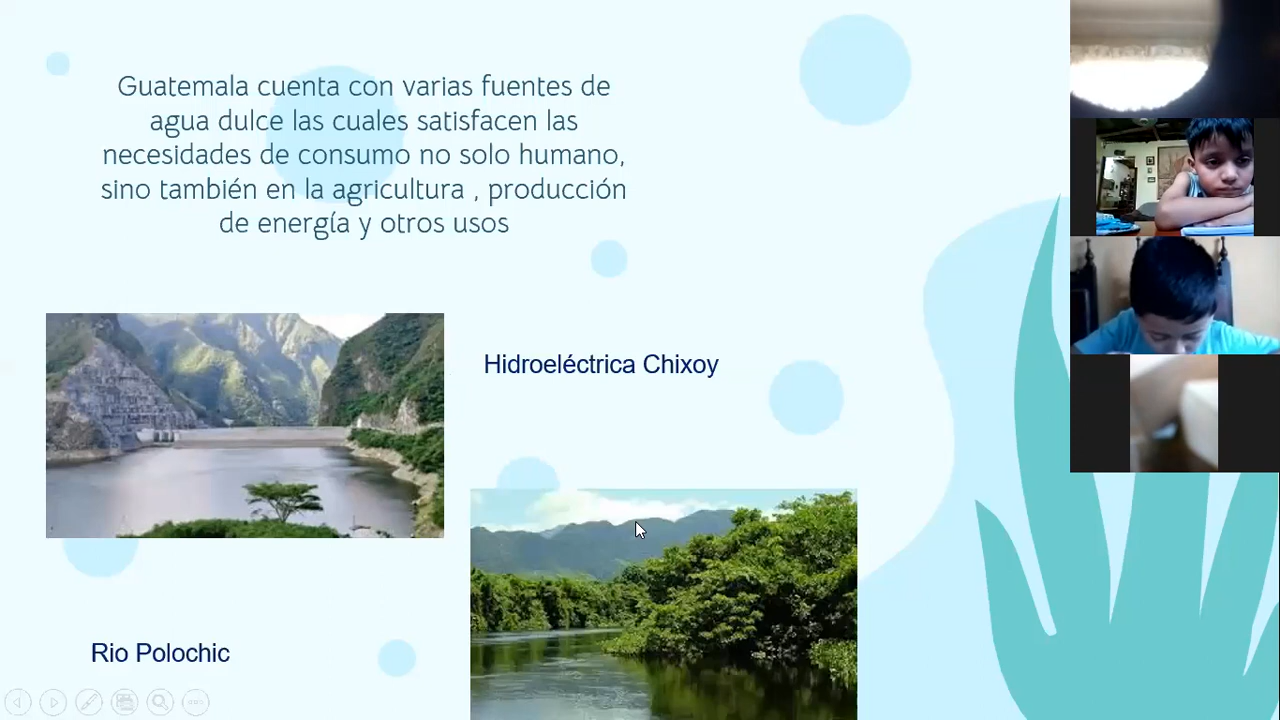 Guatemala cuenta con varias fuentes de
agua dulce las cuales satisfacen las
necesidades de consumo no solo humano,
sino también en la agricultura , producción
de energía y otros usos
Hidroeléctrica Chixoy
Rio Polochic